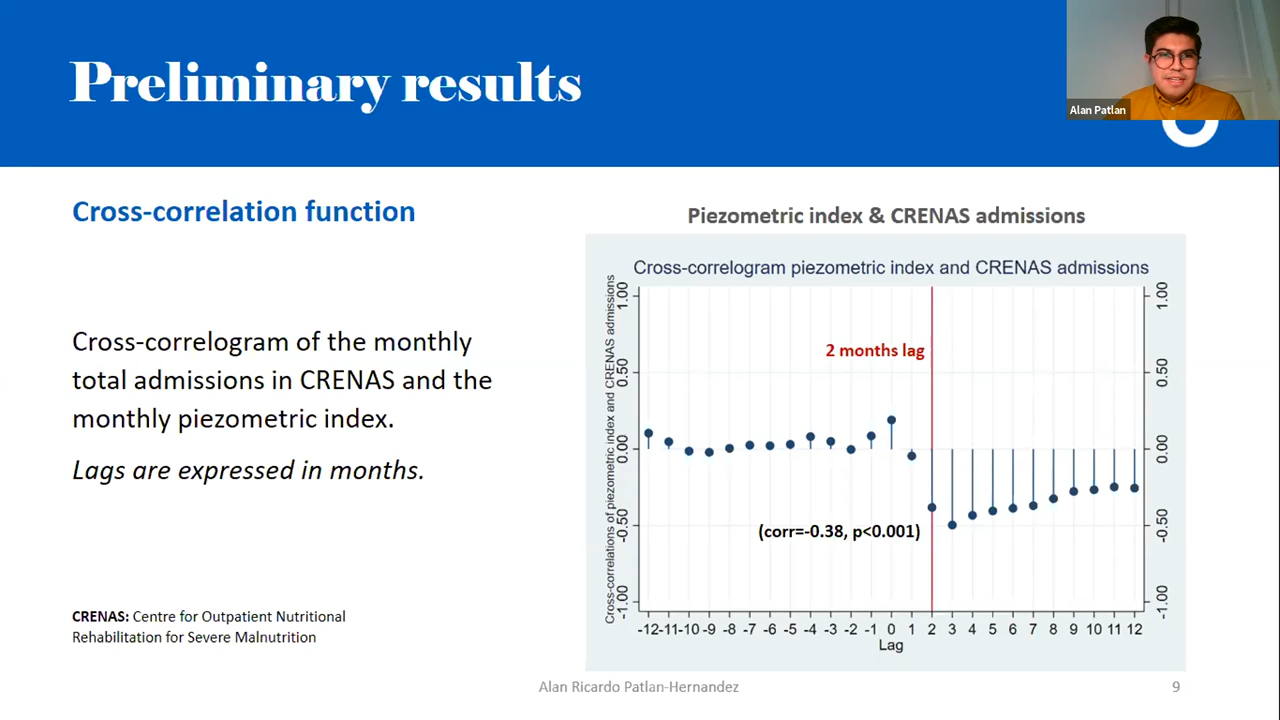 Preliminary results
Alan Patlan
Cross-correlation function
Cross-correlogram of the monthly
total admissions in CRENAS and the
monthly piezometric index.
Lags are expressed in months.
CRENAS: Centre for Outpatient Nutritional
Rehabilitation for Severe Malnutrition
Piezometric index & CRENAS admissions
Cross-correlogram piezometric index and CRENAS admissions
Cross-correlations of piezometric index and CRENAS admissions
1.00
0.50
0.00
-0.50
-1.00
2 months lag
(corr=-0.38, p<0.001)
1.00
0.50
0.00
-0.50
-1.00
-12 -11 -10 -9 -8 -7 -6 -5 -4 -3 -2 -1 0 1 2 3 4 5 6 7 8 9 10 11 12
Lag
Alan Ricardo Patlan-Hernandez
9